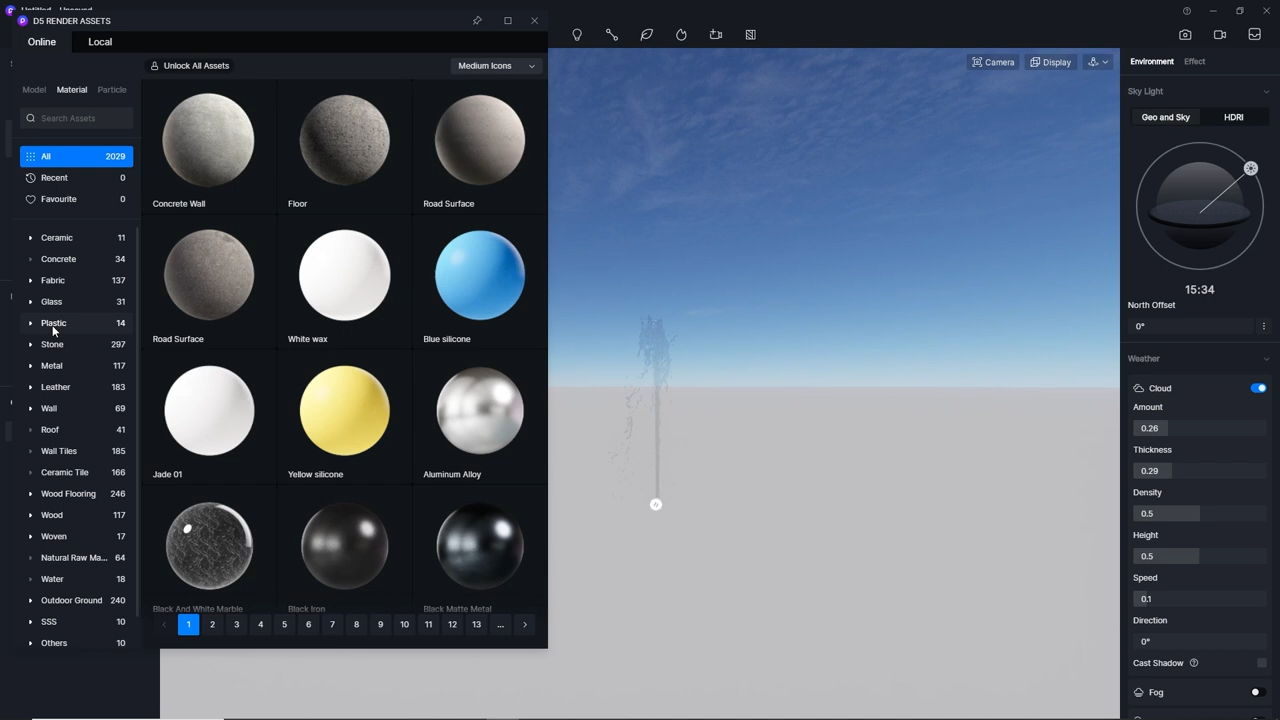 Untitled - Unsaved
D5 RENDER ASSETS
Online
Local
Unlock All Assets
Medium Icons
Model
Material
Particle
Search Assets
All 2029
Recent 0
Favourite 0
Ceramic 11
Concrete 34
Fabric 137
Glass 31
Plastic 14
Stone 297
Metal 117
Leather 183
Wall 69
Roof 41
Wall Tiles 185
Ceramic Tile 166
Wood Flooring 246
Wood 117
Woven 17
Natural Raw Ma... 64
Water 18
Outdoor Ground 240
SSS 10
Others 10
Concrete Wall
Floor
Road Surface
Road Surface
White wax
Blue silicone
Jade 01
Yellow silicone
Aluminum Alloy
Black And White Marble
Black Iron
Black Matte Metal
1 2 3 4 5 6 7 8 9 10 11 12 13 ...
Camera
Display
Environment
Effect
Sky Light
Geo and Sky
HDRI
15:34
North Offset
0°
Weather
Cloud
Amount
0.26
Thickness
0.29
Density
0.5
Height
0.5
Speed
0.1
Direction
0°
Cast Shadow
Fog